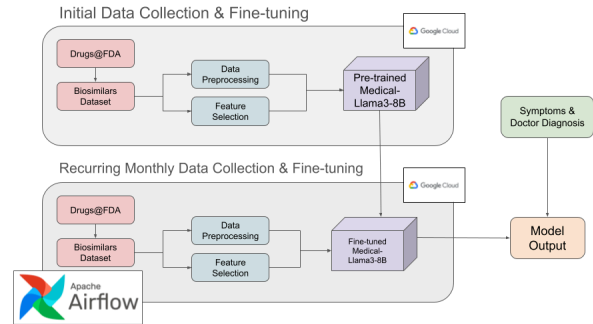 Initial Data Collection & Fine-tuning
Google Cloud
Drugs@FDA
Biosimilars
Dataset
Data
Preprocessing
Feature
Selection
Pre-trained
Medical-
Llama3-8B
Symptoms &
Doctor Diagnosis
Recurring Monthly Data Collection & Fine-tuning
Google Cloud
Drugs@FDA
Biosimilars
Dataset
Data
Preprocessing
Feature
Selection
Fine-tuned
Medical-
Llama3-8B
Model
Output
Apache
Airflow